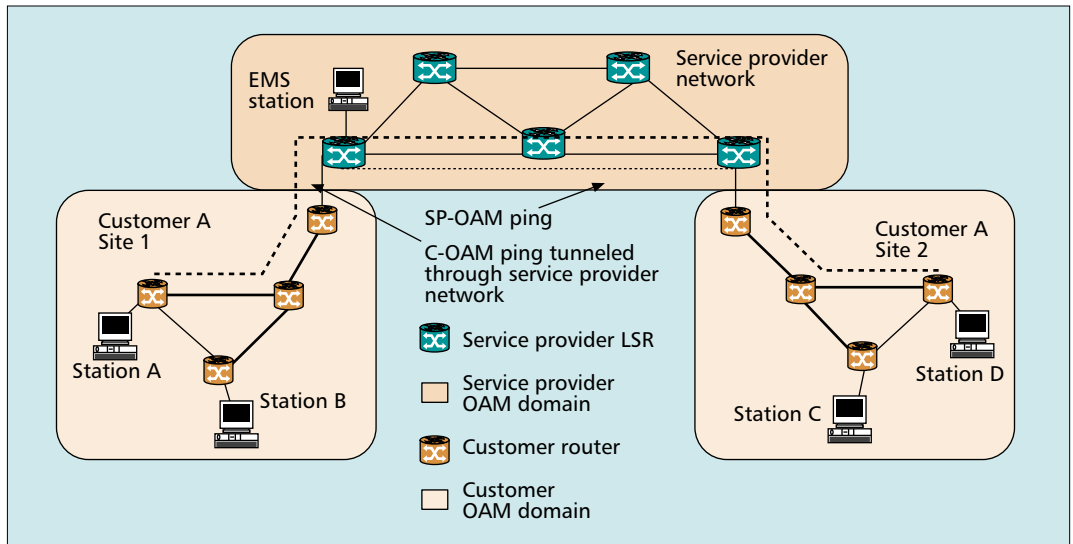 Service provider
network
EMS
station
SP-OAM ping
C-OAM ping tunneled
through service provider
network
Customer A
Site 1
Station A
Station B
Customer A
Site 2
Station D
Station C
Service provider LSR
Service provider
OAM domain
Customer router
Customer
OAM domain